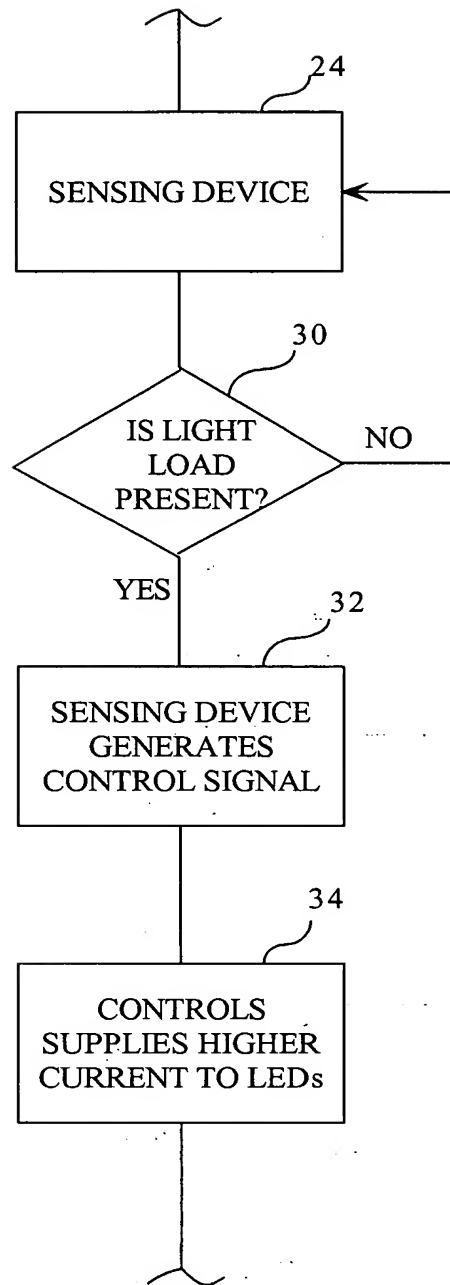 24
SENSING DEVICE
30
IS LIGHT
LOAD
PRESENT?
NO
YES
32
SENSING DEVICE
GENERATES
CONTROL SIGNAL
34
CONTROLS
SUPPLIES HIGHER
CURRENT TO LEDs